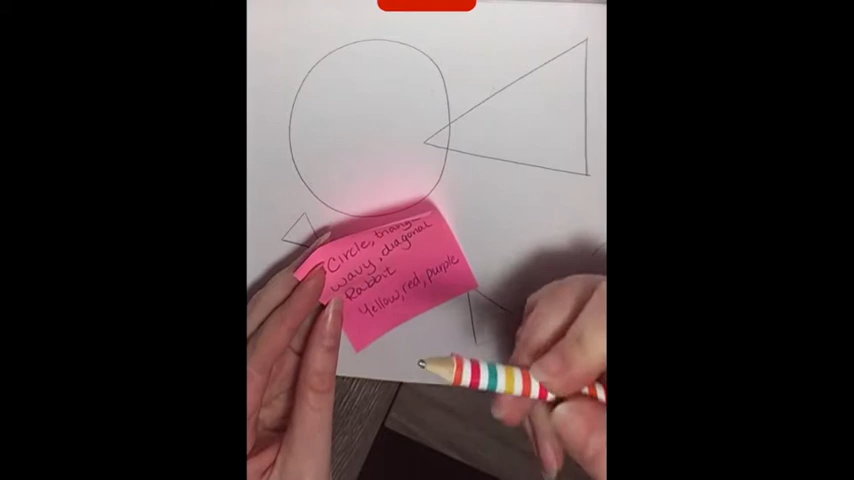 Circle, triang
wavy, diagonal
Rabbit
Yellow, red, purple